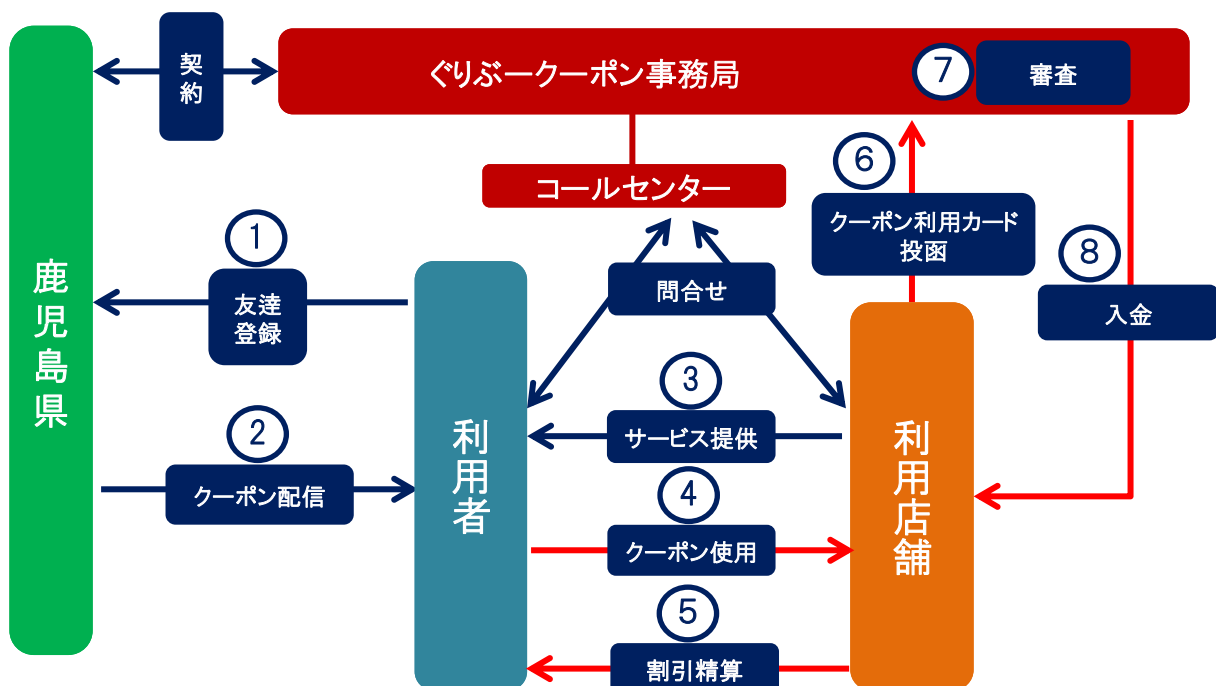 契約
ぐりぶークーポン事務局
7
審査
コールセンター
6
クーポン利用カード
投函
8
入金
1
友達
登録
問合せ
鹿児島県
利用者
利用店舗
3
サービス提供
2
クーポン配信
4
クーポン使用
5
割引精算